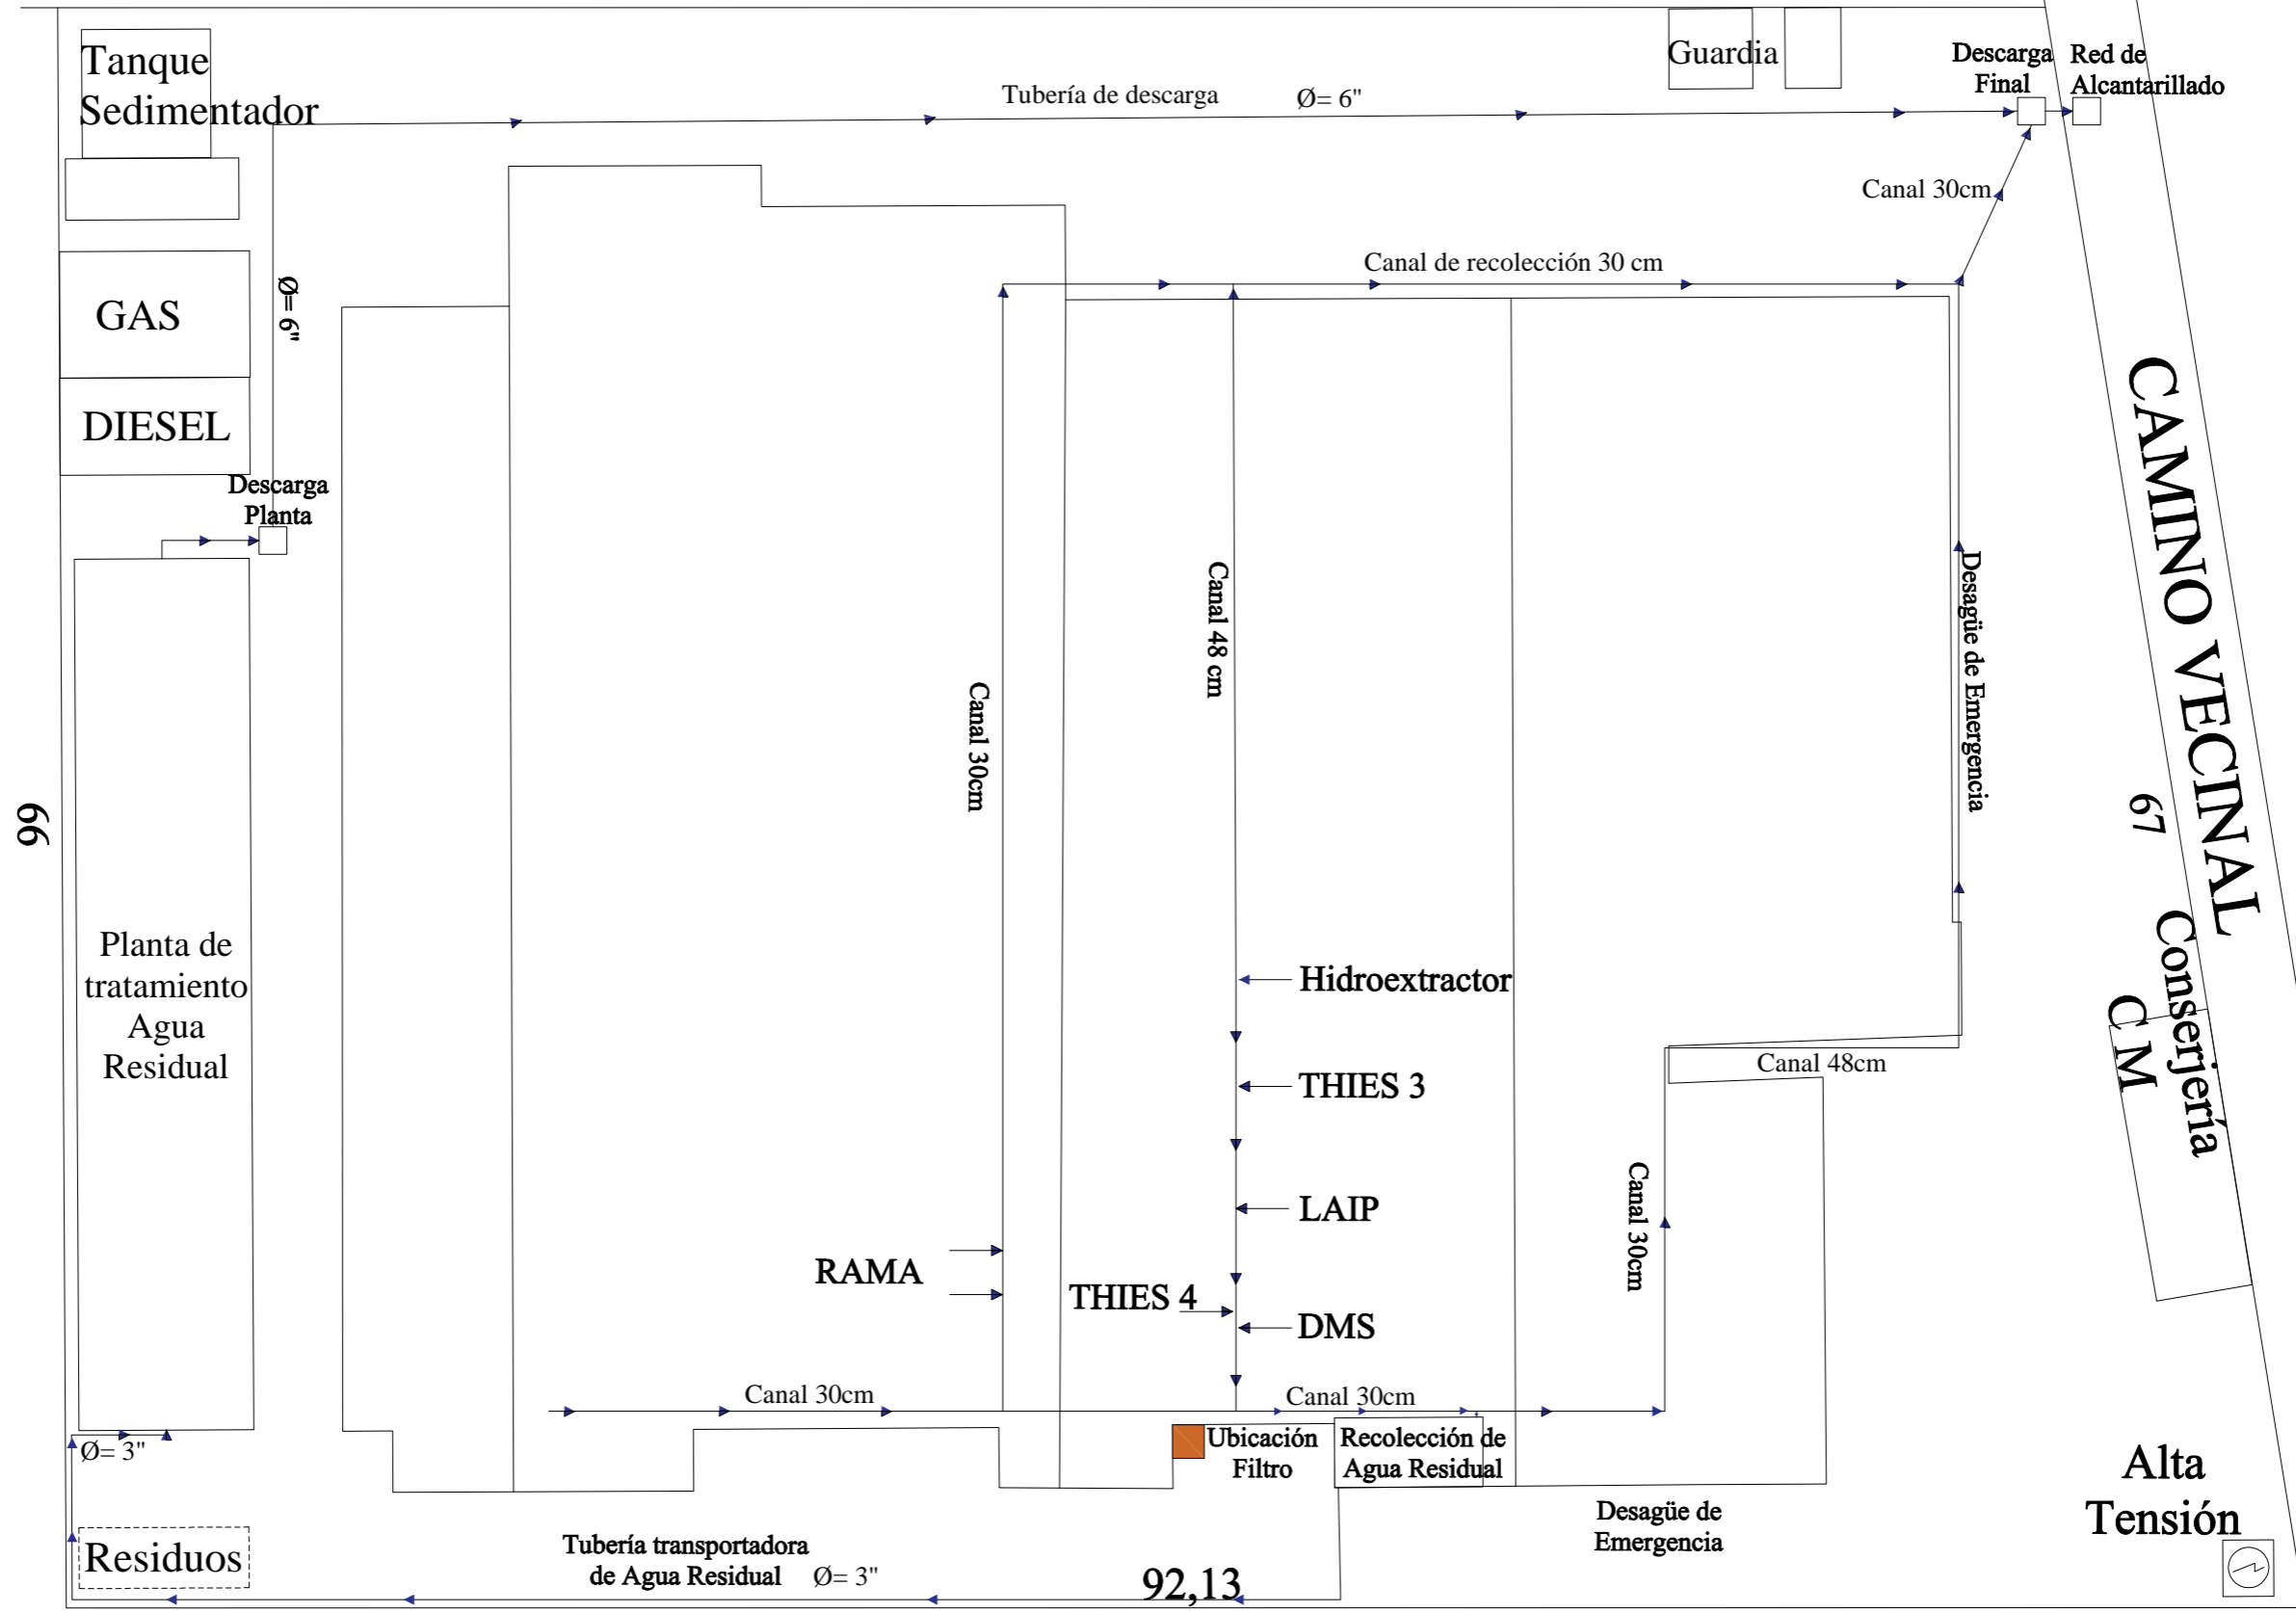 Tanque
Sedimentador
Tubería de descarga
Ø= 6"
Guardia
Descarga
Final
Red de
Alcantarillado
Canal 30cm
Canal de recolección 30 cm
GAS
Ø= 6"
DIESEL
Descarga
Planta
Canal 48 cm
Canal 30cm
Desagüe de Emergencia
CAMINO VECINAL
67
66
Planta de
tratamiento
Agua
Residual
Hidroextractor
THIES 3
LAIP
RAMA
THIES 4
DMS
Canal 48cm
Canal 30cm
Conserjería
C M
Canal 30cm
Canal 30cm
Ø= 3"
Ubicación
Filtro
Recolección de
Agua Residual
Desagüe de
Emergencia
Alta
Tensión
Residuos
Tubería transportadora
de Agua Residual
Ø= 3"
92,13